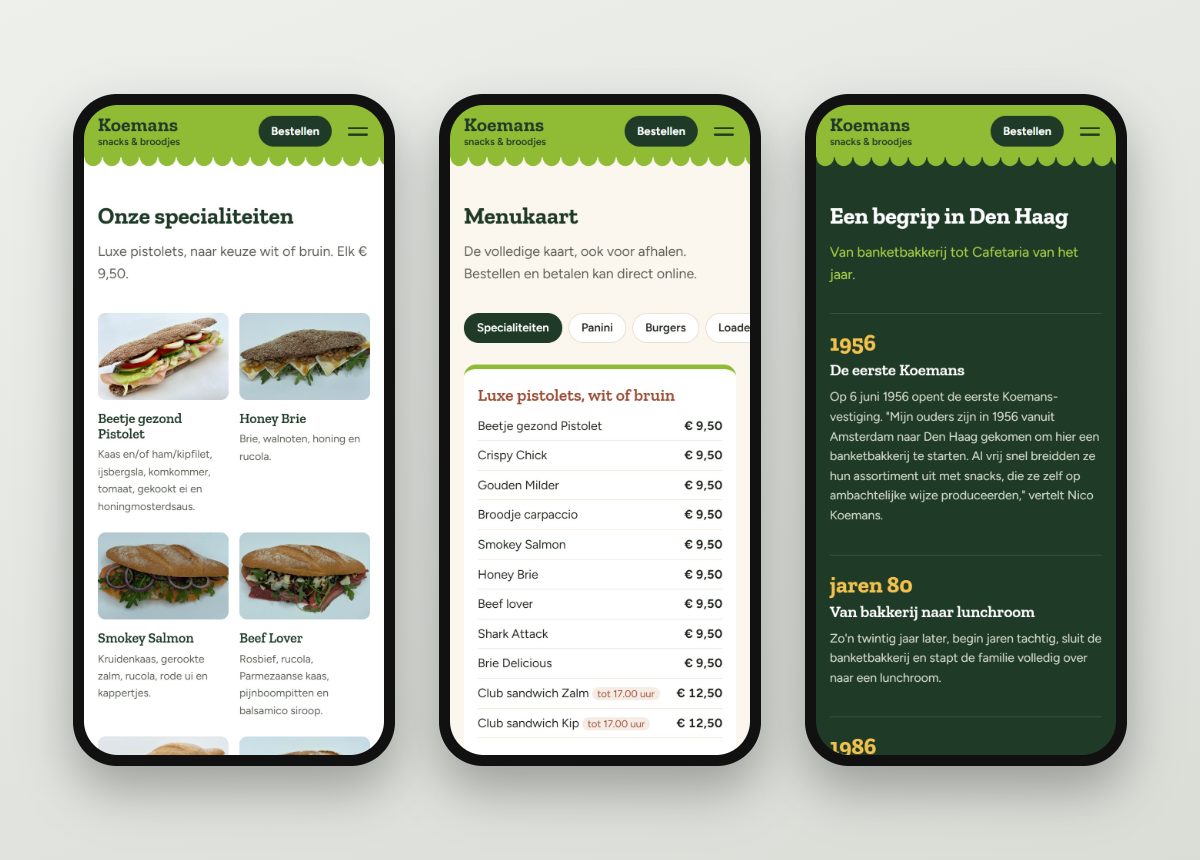 Koemans
snacks & broodjes
Bestellen
Onze specialiteiten
Luxe pistolets, naar keuze wit of bruin. Elk €
9,50.
Beetje gezond
Pistolet
Kaas en/of ham/kipfilet,
ijsbergsla, komkommer,
tomaat, gekookt ei en
honingmosterdsaus.
Honey Brie
Brie, walnoten, honing en
rucola.
Smokey Salmon
Kruidenkaas, gerookte
zalm, rucola, rode ui en
kappertjes.
Beef Lover
Rosbief, rucola,
Parmezaanse kaas,
pijnboompitten en
balsamico siroop.
Koemans
snacks & broodjes
Bestellen
Menukaart
De volledige kaart, ook voor afhalen.
Bestellen en betalen kan direct online.
Specialiteiten Panini Burgers Loade
Luxe pistolets, wit of bruin
Beetje gezond Pistolet € 9,50
Crispy Chick € 9,50
Gouden Milder € 9,50
Broodje carpaccio € 9,50
Smokey Salmon € 9,50
Honey Brie € 9,50
Beef lover € 9,50
Shark Attack € 9,50
Brie Delicious € 9,50
Club sandwich Zalm tot 17.00 uur € 12,50
Club sandwich Kip tot 17.00 uur € 12,50
Koemans
snacks & broodjes
Bestellen
Een begrip in Den Haag
Van banketbakkerij tot Cafetaria van het
jaar.
1956
De eerste Koemans
Op 6 juni 1956 opent de eerste Koemans-
vestiging. "Mijn ouders zijn in 1956 vanuit
Amsterdam naar Den Haag gekomen om hier een
banketbakkerij te starten. Al vrij snel breidden ze
hun assortiment uit met snacks, die ze zelf op
ambachtelijke wijze produceerden," vertelt Nico
Koemans.
jaren 80
Van bakkerij naar lunchroom
Zo'n twintig jaar later, begin jaren tachtig, sluit de
banketbakkerij en stapt de familie volledig over
naar een lunchroom.
1986